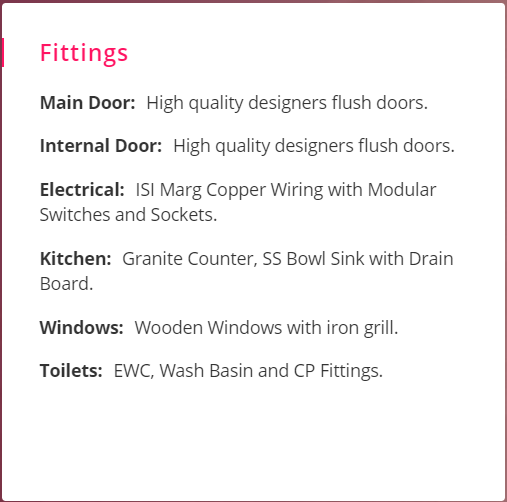 Fittings
Main Door: High quality designers flush doors.
Internal Door: High quality designers flush doors.
Electrical: ISI Marg Copper Wiring with Modular
Switches and Sockets.
Kitchen: Granite Counter, SS Bowl Sink with Drain
Board.
Windows: Wooden Windows with iron grill.
Toilets: EWC, Wash Basin and CP Fittings.